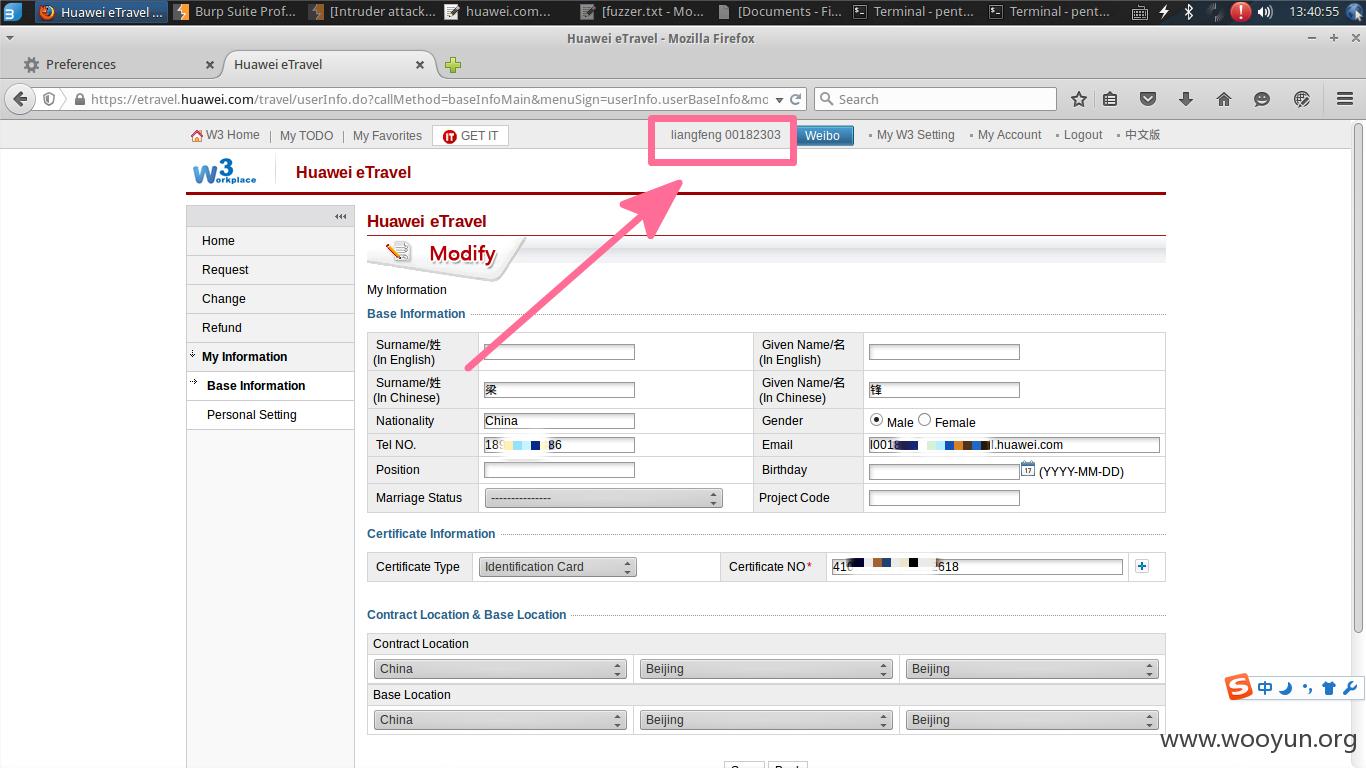 Huawei eTravel ...
Burp Suite Prof...
[Intruder attack...
huawei.com...
[fuzzer.txt - Mo...
[Documents - Fi...
Terminal - pent...
Terminal - pent...
13:40:55
Huawei eTravel - Mozilla Firefox
Preferences
Huawei eTravel
https://etravel.huawei.com/travel/userInfo.do?callMethod=baseInfoMain&menuSign=userInfo.userBaseInfo&mo
Search
W3 Home | My TODO | My Favorites
IT GET IT
liangfeng 00182303
Weibo
My W3 Setting
My Account
Logout
中文版
w3 Workplace
Huawei eTravel
Home
Request
Change
Refund
My Information
Base Information
Personal Setting
Huawei eTravel
Modify
My Information
Base Information
Surname/姓
(In English)
Given Name/名
(In English)
Surname/姓
(In Chinese)
梁
Given Name/名
(In Chinese)
锋
Nationality
China
Gender
Male
Female
Tel NO.
189
86
Email
l.huawei.com
Position
Birthday
17
(YYYY-MM-DD)
Marriage Status
---------------
Project Code
Certificate Information
Certificate Type
Identification Card
Certificate NO*
618
Contract Location & Base Location
Contract Location
China
Beijing
Beijing
Base Location
China
Beijing
Beijing
中
www.wooyun.org